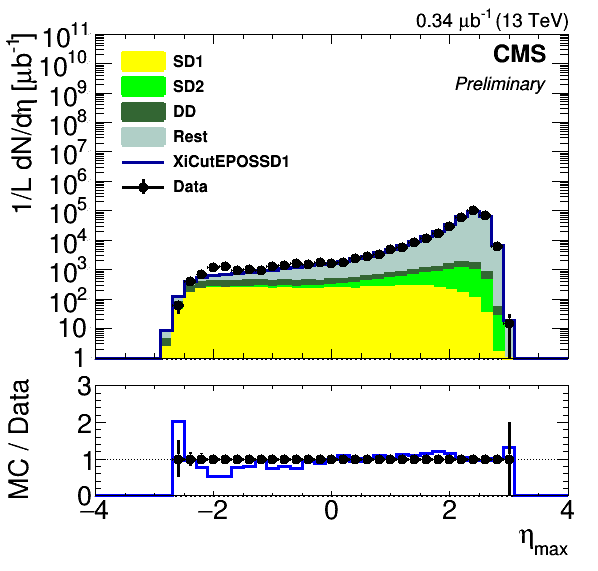 0.34 μb⁻¹ (13 TeV)
CMS
Preliminary
1/L dN/dη [μb⁻¹]
10¹¹
10¹⁰
10⁹
10⁸
10⁷
10⁶
10⁵
10⁴
10³
10²
10
1
SD1
SD2
DD
Rest
XiCutEPOSSD1
Data
MC / Data
3
2
1
0
−4
−2
0
2
4
ηmax